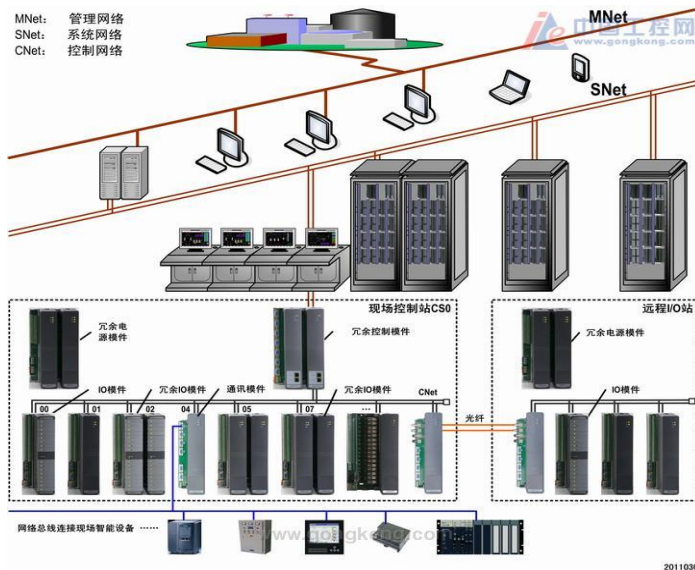 MNet： 管理网络
SNet： 系统网络
CNet： 控制网络
MNet
中国工控网
www.gongkong.com
SNet
现场控制站CS0
远程I/O站
冗余电
源模件
冗余控制模件
冗余电源模件
IO模件
冗余IO模件
通讯模件
冗余IO模件
CNet
IO模件
00
01
02
04
05
07
...
光纤
网络总线连接现场智能设备 ……
www.gongkong.com